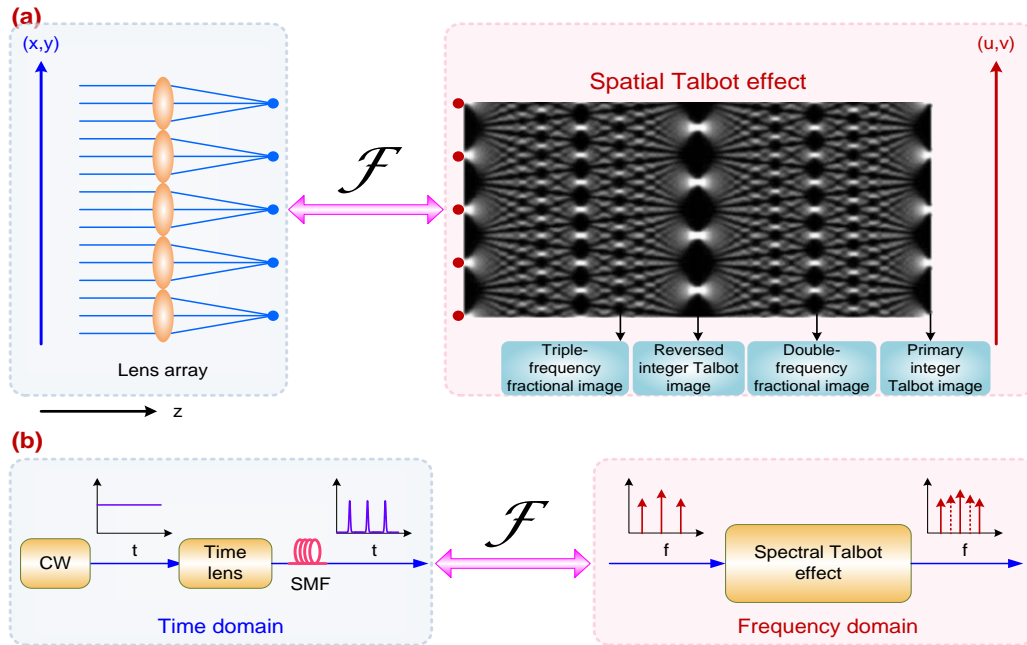 (a)
(x,y)
(u,v)
Spatial Talbot effect
ℱ
Lens array
z
Triple-
frequency
fractional image
Reversed
integer Talbot
image
Double-
frequency
fractional image
Primary
integer
Talbot image
(b)
t
t
CW
Time
lens
SMF
Time domain
ℱ
f
f
Spectral Talbot
effect
Frequency domain